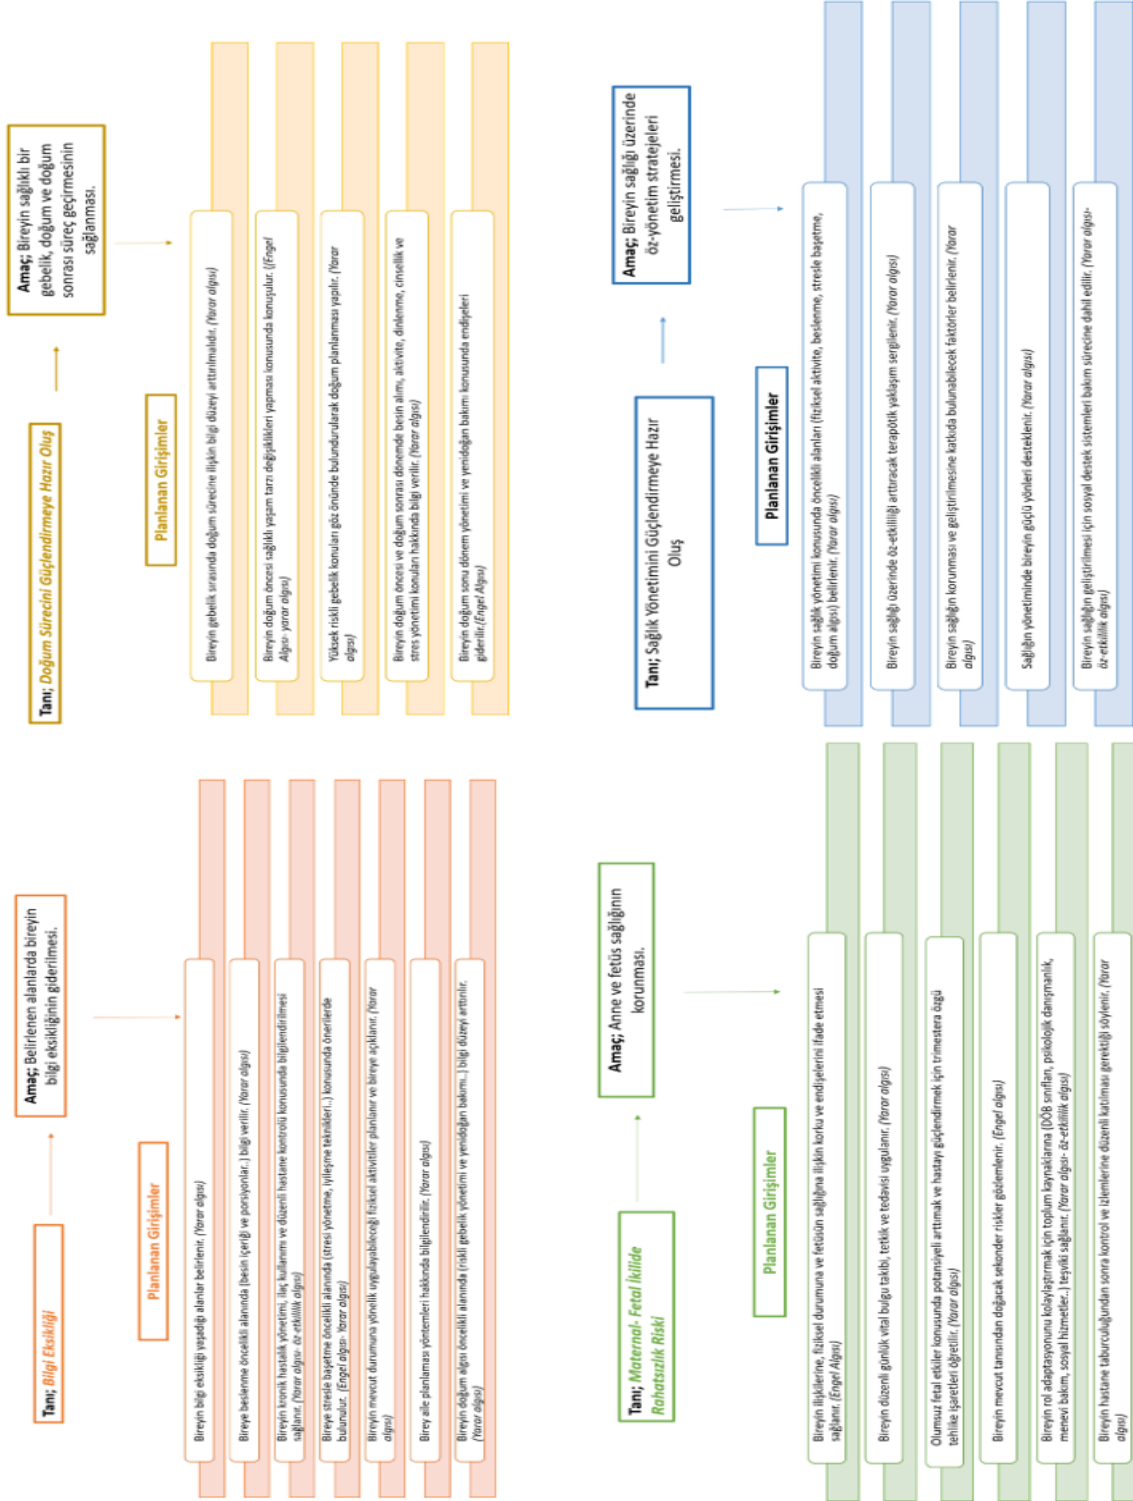 Tanı; Bilgi Eksikliği
Amaç; Belirlenen alanlarda bireyin
bilgi eksikliğinin giderilmesi.
Planlanan Girişimler
Bireyin bilgi eksikliği yaşadığı alanlar belirlenir. (Yarar algısı)
Bireye beslenme öncelikli alanında (besin içeriği ve porsiyonlar..) bilgi verilir. (Yarar algısı)
Bireyin kronik hastalık yönetimi, ilaç kullanımı ve düzenli hastane kontrolü konusunda bilgilendirilmesi
sağlanır. (Yarar algısı- öz-etkililik algısı)
Bireye stresle başetme öncelikli alanında (stresi yönetme, iyileşme teknikleri..) konusunda önerilerde
bulunulur. (Engel algısı- Yarar algısı)
Bireyin mevcut durumuna yönelik uygulayabileceği fiziksel aktiviteler planlanır ve bireye açıklanır. (Yarar
algısı)
Birey aile planlaması yöntemleri hakkında bilgilendirilir. (Yarar algısı)
Bireyin doğum algısı öncelikli alanında (riskli gebelik yönetimi ve yenidoğan bakımı..) bilgi düzeyi arttırılır.
(Yarar algısı)
Tanı; Doğum Sürecini Güçlendirmeye Hazır Oluş
Amaç; Bireyin sağlıklı bir
gebelik, doğum ve doğum
sonrası süreç geçirmesinin
sağlanması.
Planlanan Girişimler
Bireyin gebelik sırasında doğum sürecine ilişkin bilgi düzeyi arttırılmalıdır. (Yarar algısı)
Bireyin doğum öncesi sağlıklı yaşam tarzı değişiklikleri yapması konusunda konuşulur. ((Engel
Algısı- yarar algısı)
Yüksek riskli gebelik konuları göz önünde bulundurularak doğum planlanması yapılır. (Yarar
algısı)
Bireyin doğum öncesi ve doğum sonrası dönemde besin alımı, aktivite, dinlenme, cinsellik ve
stres yönetimi konuları hakkında bilgi verilir. (Yarar algısı)
Bireyin doğum sonu dönem yönetimi ve yenidoğan bakımı konusunda endişeleri
giderilir.(Engel Algısı)
Tanı; Maternal- Fetal İkilide
Rahatsızlık Riski
Amaç; Anne ve fetüs sağlığının
korunması.
Planlanan Girişimler
Bireyin ilişkilerine, fiziksel durumuna ve fetüsün sağlığına ilişkin korku ve endişelerini ifade etmesi
sağlanır. (Engel Algısı)
Bireyin düzenli günlük vital bulgu takibi, tetkik ve tedavisi uygulanır. (Yarar algısı)
Olumsuz fetal etkiler konusunda potansiyeli arttırmak ve hastayı güçlendirmek için trimestera özgü
tehlike işaretleri öğretilir. (Yarar algısı)
Bireyin mevcut tanısından doğacak sekonder riskler gözlemlenir. (Engel algısı)
Bireyin rol adaptasyonunu kolaylaştırmak için toplum kaynaklarına (DÖB sınıfları, psikolojik danışmanlık,
menevi bakım, sosyal hizmetler..) teşviki sağlanır. (Yarar algısı- öz-etkililik algısı)
Bireyin hastane taburculuğundan sonra kontrol ve izlemlerine düzenli katılması gerektiği söylenir. (Yarar
algısı)
Tanı; Sağlık Yönetimini Güçlendirmeye Hazır
Oluş
Amaç; Bireyin sağlığı üzerinde
öz-yönetim stratejeleri
geliştirmesi.
Planlanan Girişimler
Bireyin sağlık yönetimi konusunda öncelikli alanları (fiziksel aktivite, beslenme, stresle başetme,
doğum algısı) belirlenir. (Yarar algısı)
Bireyin sağlığı üzerinde öz-etkililiği arttıracak terapötik yaklaşım sergilenir. (Yarar algısı)
Bireyin sağlığın korunması ve geliştirilmesine katkıda bulunabilecek faktörler belirlenir. (Yarar
algısı)
Sağlığın yönetiminde bireyin güçlü yönleri desteklenir. (Yarar algısı)
Bireyin sağlığın geliştirilmesi için sosyal destek sistemleri bakım sürecine dahil edilir. (Yarar algısı-
öz-etkililik algısı)